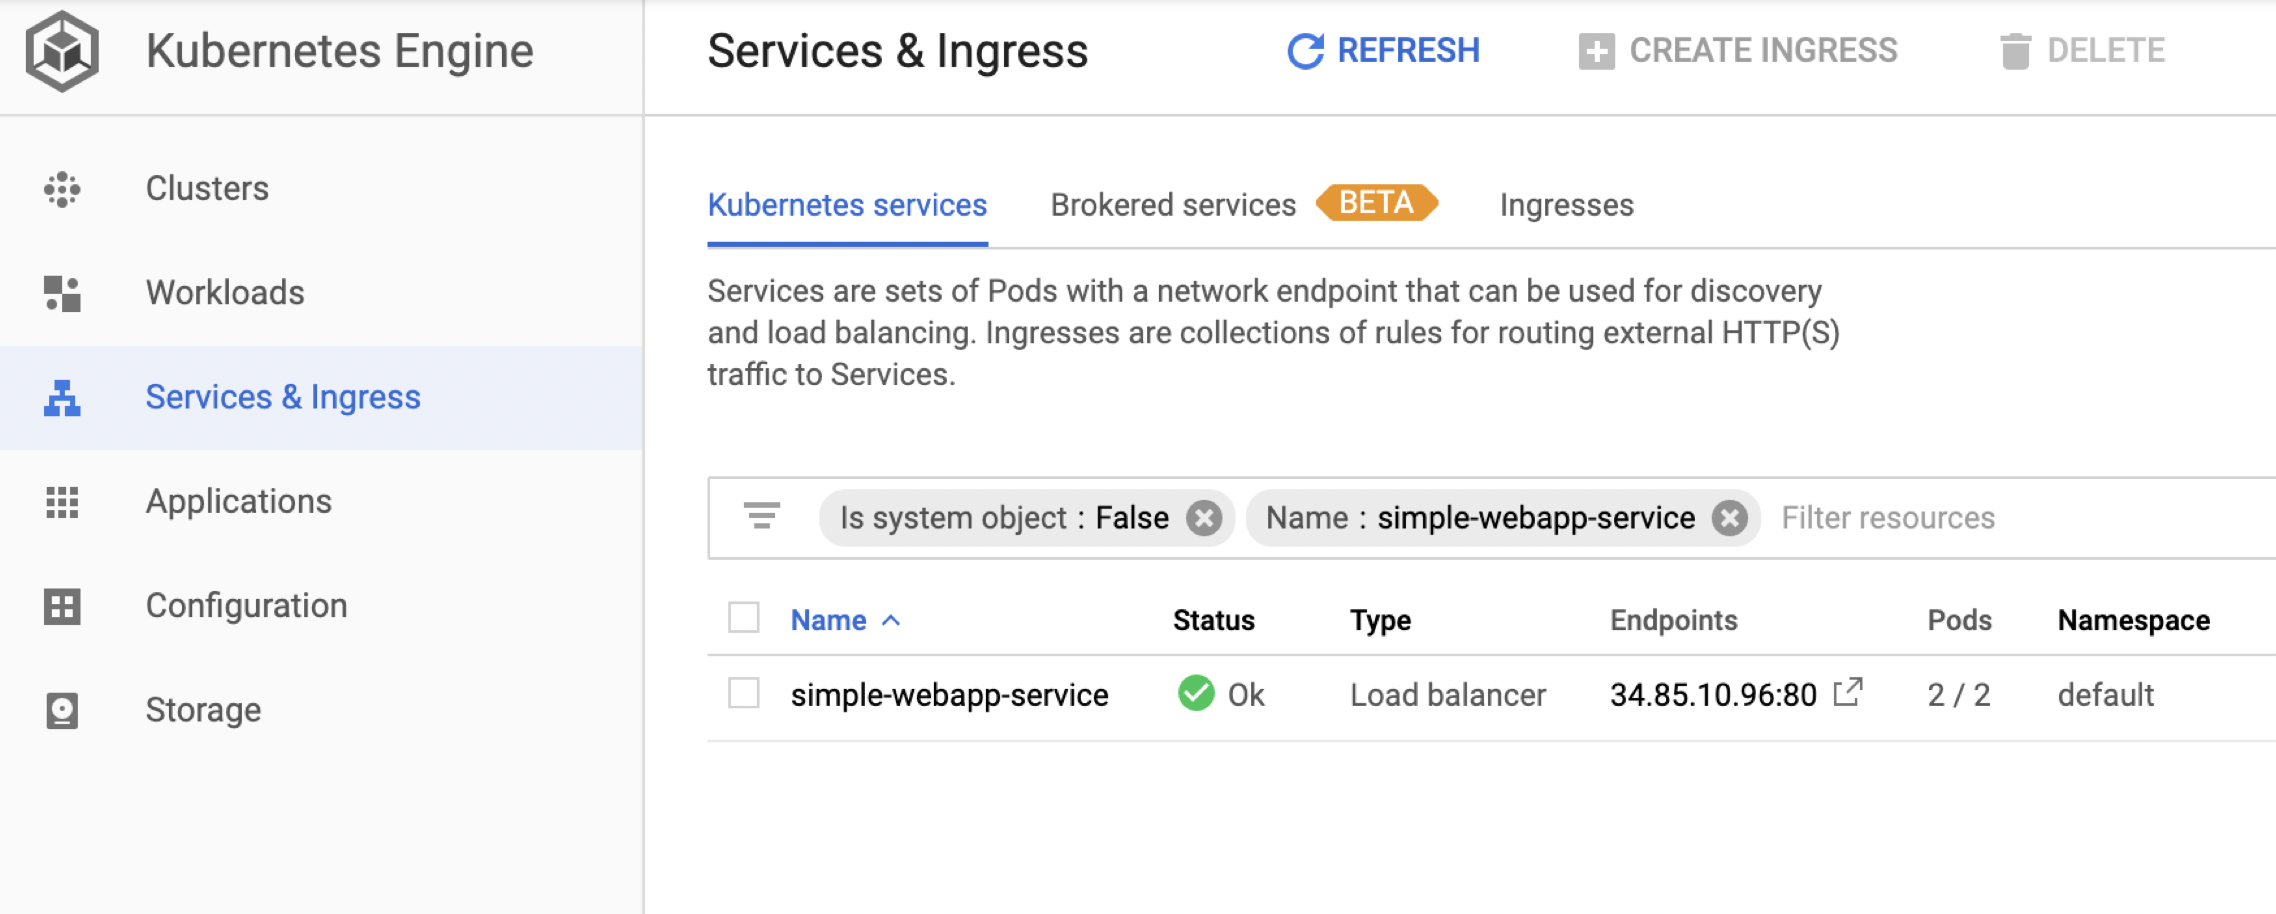 Kubernetes Engine
Services & Ingress
REFRESH
CREATE INGRESS
DELETE
Clusters
Workloads
Services & Ingress
Applications
Configuration
Storage
Kubernetes services
Brokered services BETA
Ingresses
Services are sets of Pods with a network endpoint that can be used for discovery
and load balancing. Ingresses are collections of rules for routing external HTTP(S)
traffic to Services.
Is system object : False
Name : simple-webapp-service
Filter resources
Name Status Type Endpoints Pods Namespace
simple-webapp-service Ok Load balancer 34.85.10.96:80 2 / 2 default